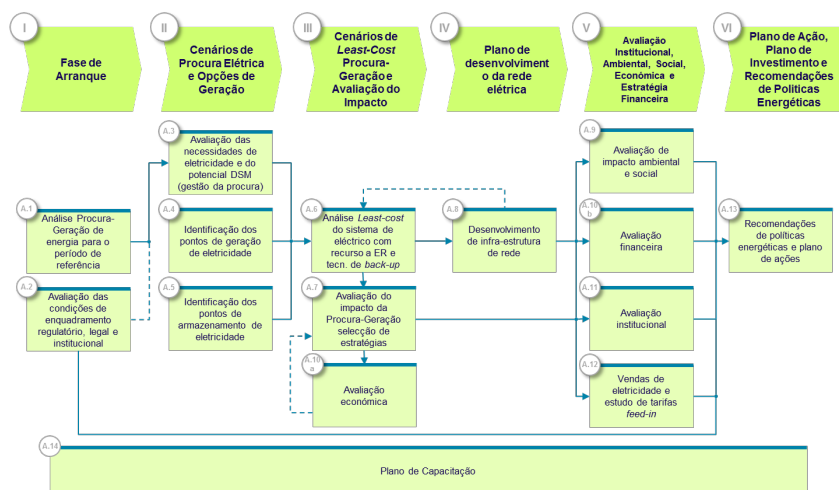 I
Fase de
Arranque
II
Cenários de
Procura Elétrica
e Opções de
Geração
III
Cenários de
Least-Cost
Procura-
Geração e
Avaliação do
Impacto
IV
Plano de
desenvolviment
o da rede
elétrica
V
Avaliação
Institucional,
Ambiental, Social,
Económica e
Estratégia
Financeira
VI
Plano de Ação,
Plano de
Investimento e
Recomendações
de Politicas
Energéticas
A.3
Avaliação das
necessidades de
eletricidade e do
potencial DSM
(gestão da procura)
A.9
Avaliação de
impacto ambiental
e social
A.1
Análise Procura-
Geração de
energia para o
período de
referência
A.4
Identificação dos
pontos de geração
de eletricidade
A.6
Análise Least-cost
do sistema de
eléctrico com
recurso a ER e
tecn. de back-up
A.8
Desenvolvimento
de infra-estrutura
de rede
A.10
b
Avaliação
financeira
A.13
Recomendações
de políticas
energéticas e plano
de ações
A.2
Avaliação das
condições de
enquadramento
regulatório, legal e
institucional
A.5
Identificação dos
pontos de
armazenamento de
eletricidade
A.7
Avaliação do
impacto da
Procura-Geração
selecção de
estratégias
A.11
Avaliação
institucional
A.10
a
Avaliação
económica
A.12
Vendas de
eletricidade e
estudo de tarifas
feed-in
A.14
Plano de Capacitação